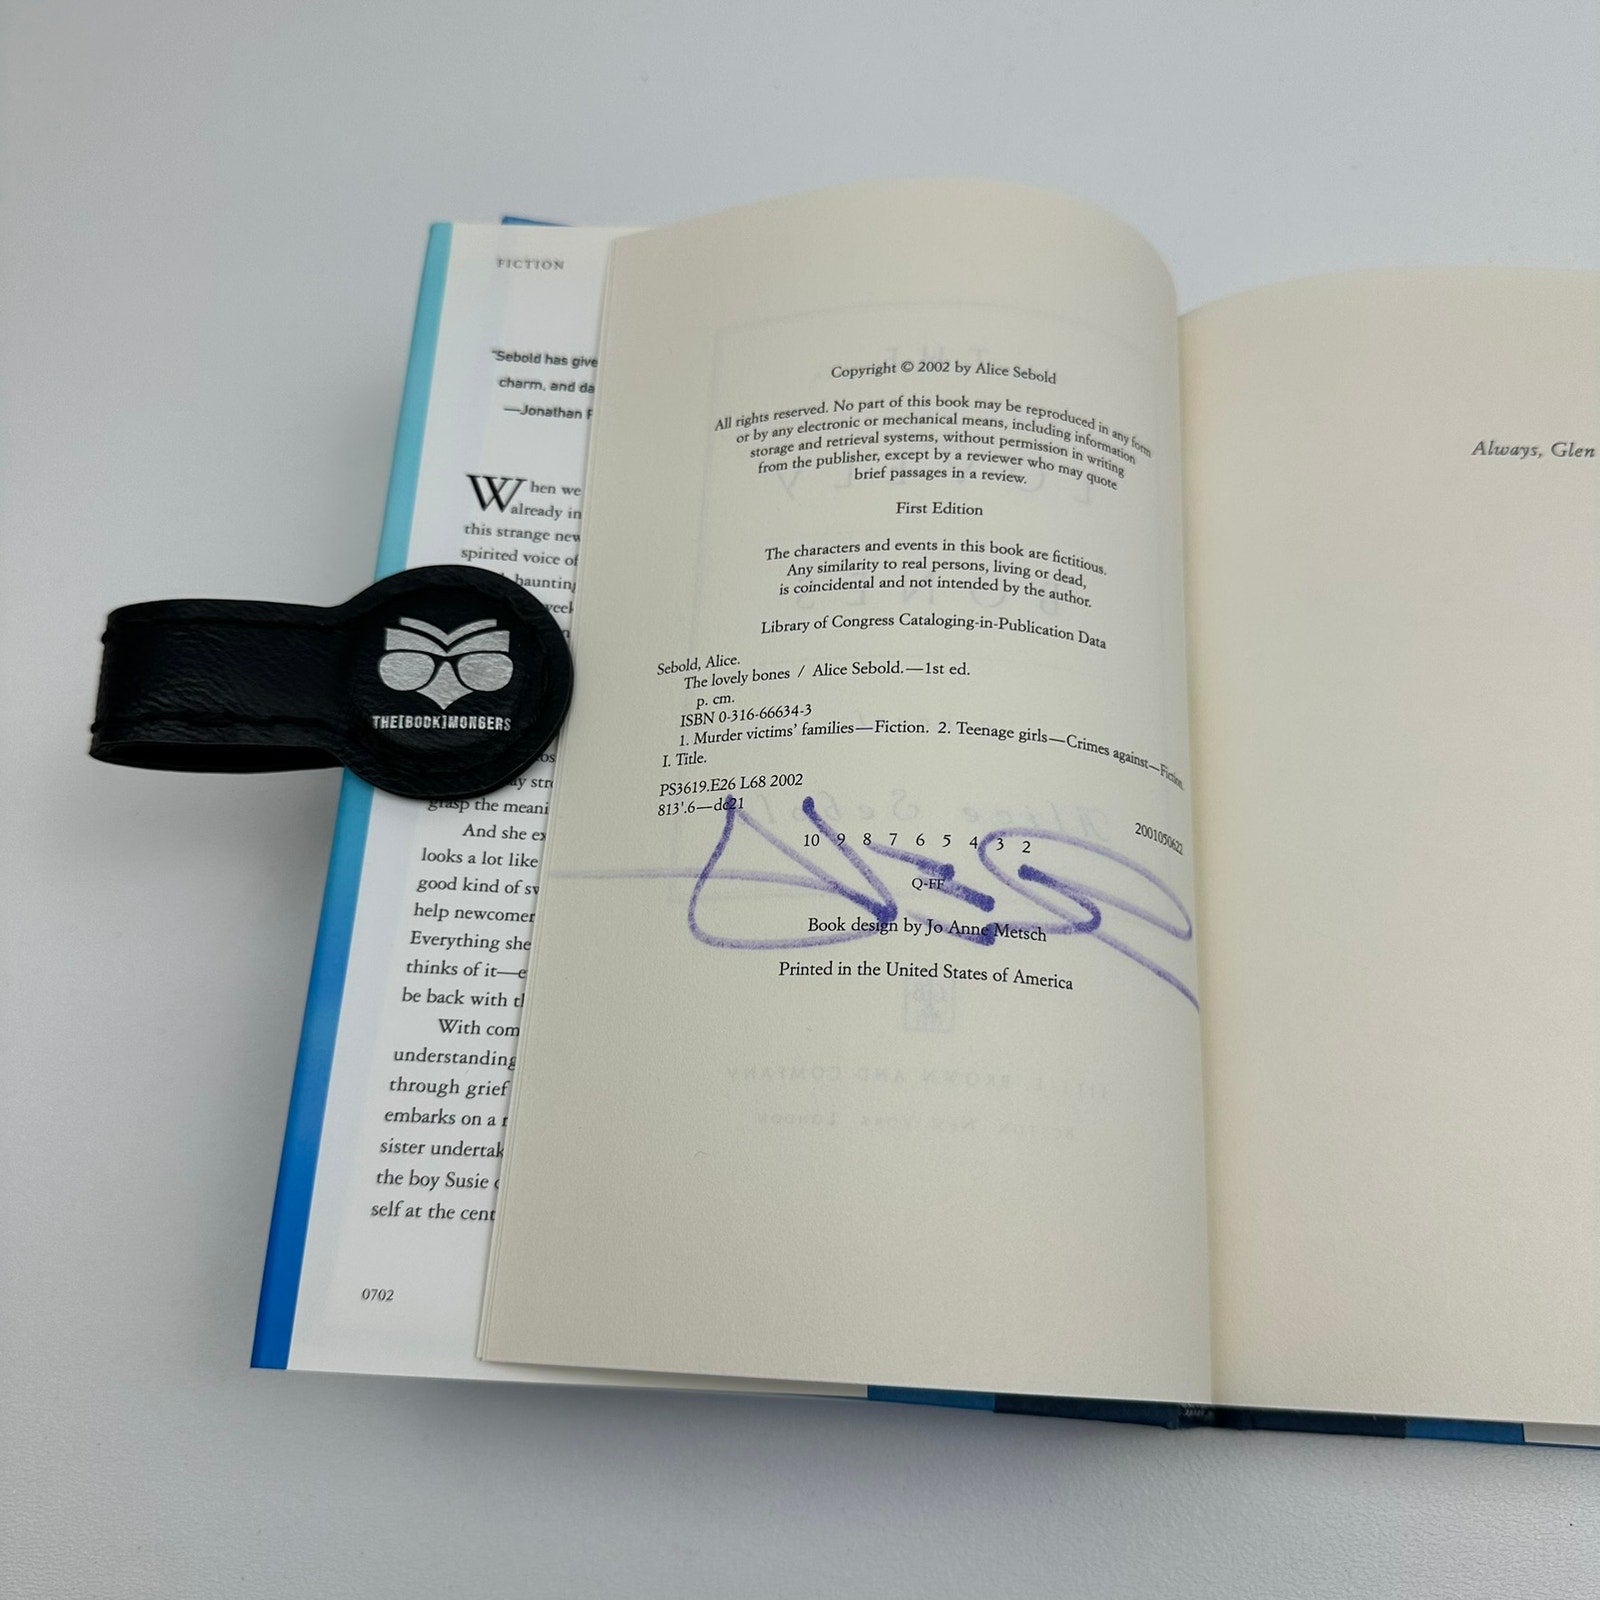 FICTION
"Sebold has give
charm, and da
—Jonathan F
When we
already in
this strange new
spirited voice of
haunting
grasp the meani
And she ex
looks a lot like
good kind of sw
help newcomer
Everything she
thinks of it—e
be back with th
With com
understanding
through grief
embarks on a r
sister undertak
the boy Susie
self at the cent
0702
THE[BOOK]MONGERS
Copyright © 2002 by Alice Sebold
All rights reserved. No part of this book may be reproduced in any form
or by any electronic or mechanical means, including information
storage and retrieval systems, without permission in writing
from the publisher, except by a reviewer who may quote
brief passages in a review.
First Edition
The characters and events in this book are fictitious.
Any similarity to real persons, living or dead,
is coincidental and not intended by the author.
Library of Congress Cataloging-in-Publication Data
Sebold, Alice.
The lovely bones / Alice Sebold.—1st ed.
p. cm.
ISBN 0-316-66634-3
1. Murder victims' families—Fiction. 2. Teenage girls—Crimes against—Fiction.
I. Title.
PS3619.E26 L68 2002
813'.6—dc21
2001050622
10 9 8 7 6 5 4 3 2
Q-FF
Book design by Jo Anne Metsch
Printed in the United States of America
Always, Glen